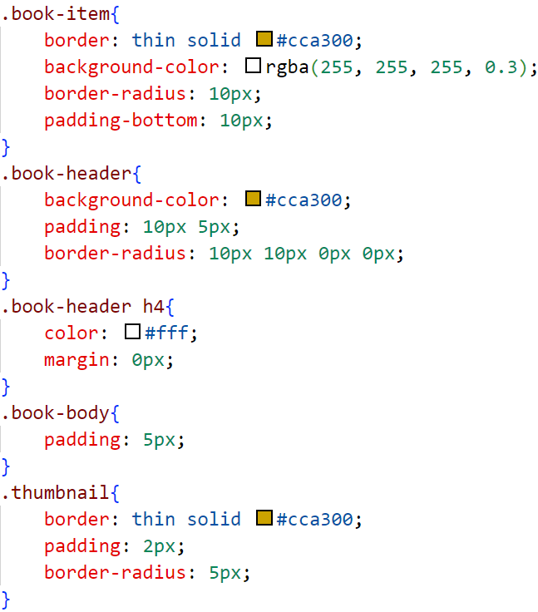 .book-item{
    border: thin solid #cca300;
    background-color: rgba(255, 255, 255, 0.3);
    border-radius: 10px;
    padding-bottom: 10px;
}
.book-header{
    background-color: #cca300;
    padding: 10px 5px;
    border-radius: 10px 10px 0px 0px;
}
.book-header h4{
    color: #fff;
    margin: 0px;
}
.book-body{
    padding: 5px;
}
.thumbnail{
    border: thin solid #cca300;
    padding: 2px;
    border-radius: 5px;
}